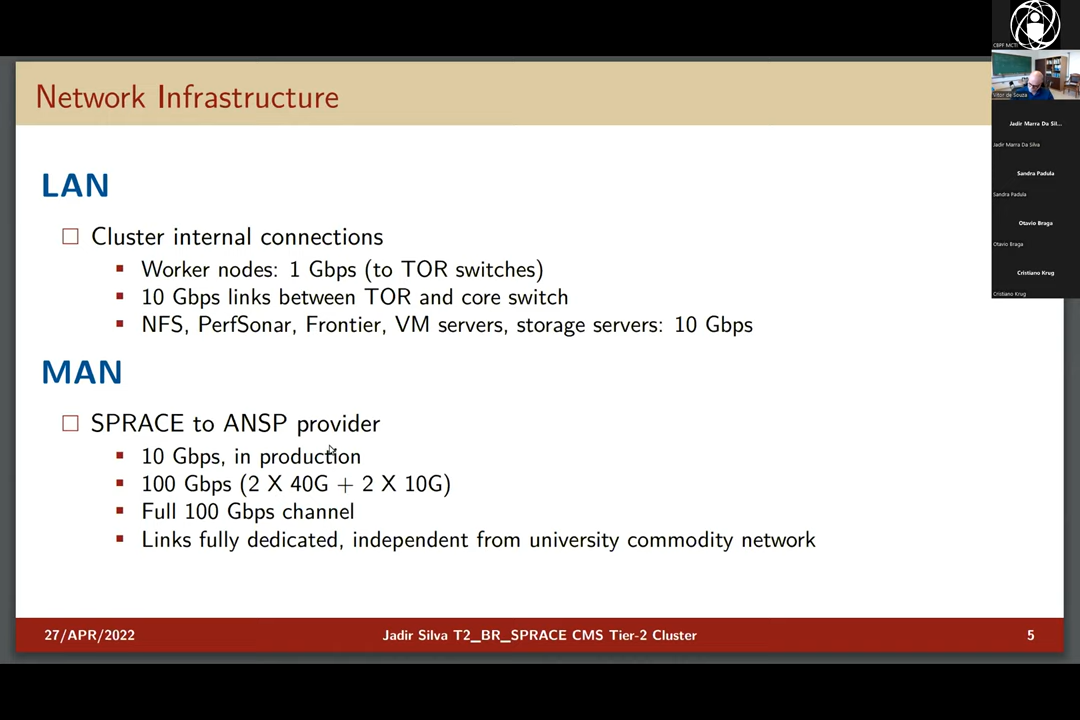 Network Infrastructure
LAN
Cluster internal connections
Worker nodes: 1 Gbps (to TOR switches)
10 Gbps links between TOR and core switch
NFS, PerfSonar, Frontier, VM servers, storage servers: 10 Gbps
MAN
SPRACE to ANSP provider
10 Gbps, in production
100 Gbps (2 X 40G + 2 X 10G)
Full 100 Gbps channel
Links fully dedicated, independent from university commodity network
27/APR/2022
Jadir Silva T2_BR_SPRACE CMS Tier-2 Cluster
5
CBPF MCTI
Vitor de Souza
Jadir Marra Da Sil...
Jadir Marra Da Silva
Sandra Padula
Sandra Padula
Otavio Braga
Otavio Braga
Cristiano Krug
Cristiano Krug